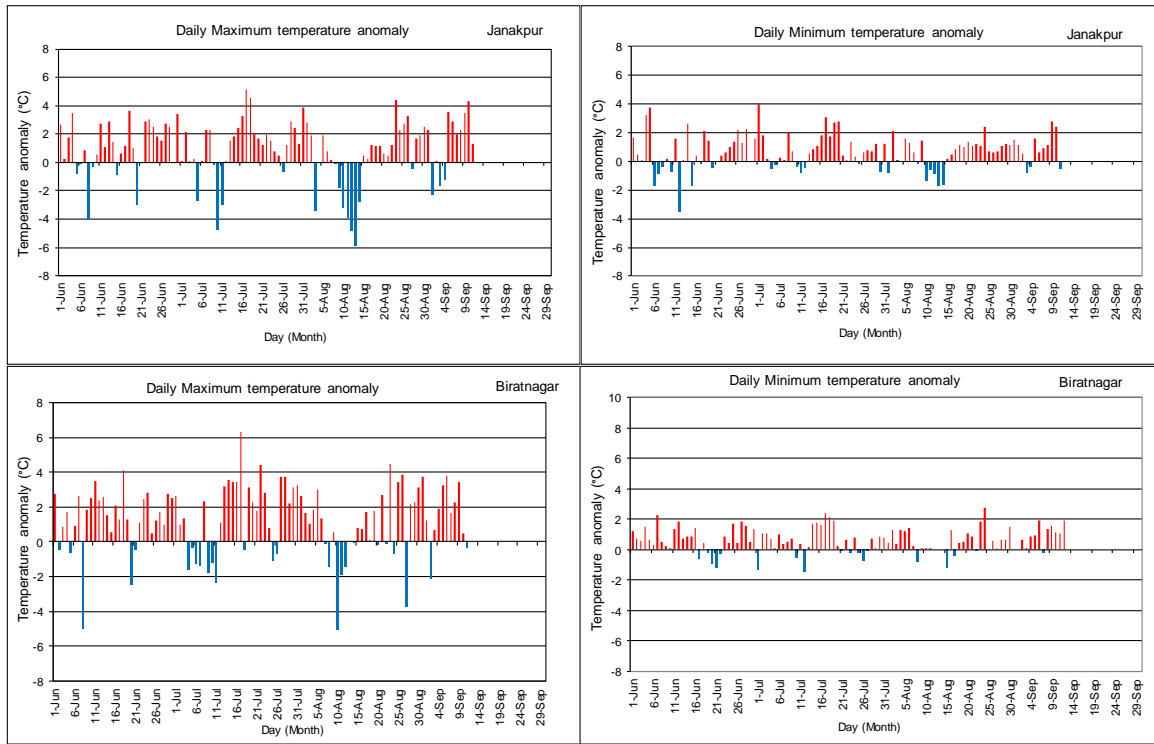 Daily Maximum temperature anomaly Janakpur
8
6
4
2
0
-2
-4
-6
-8
Temperature anomaly (°C)
1-Jun 6-Jun 11-Jun 16-Jun 21-Jun 26-Jun 1-Jul 6-Jul 11-Jul 16-Jul 21-Jul 26-Jul 31-Jul 5-Aug 10-Aug 15-Aug 20-Aug 25-Aug 30-Aug 4-Sep 9-Sep 14-Sep 19-Sep 24-Sep 29-Sep
Day (Month)
Daily Minimum temperature anomaly Janakpur
8
6
4
2
0
-2
-4
-6
-8
Temperature anomaly (°C)
1-Jun 6-Jun 11-Jun 16-Jun 21-Jun 26-Jun 1-Jul 6-Jul 11-Jul 16-Jul 21-Jul 26-Jul 31-Jul 5-Aug 10-Aug 15-Aug 20-Aug 25-Aug 30-Aug 4-Sep 9-Sep 14-Sep 19-Sep 24-Sep 29-Sep
Day (Month)
Daily Maximum temperature anomaly Biratnagar
8
6
4
2
0
-2
-4
-6
-8
Temperature anomaly (°C)
1-Jun 6-Jun 11-Jun 16-Jun 21-Jun 26-Jun 1-Jul 6-Jul 11-Jul 16-Jul 21-Jul 26-Jul 31-Jul 5-Aug 10-Aug 15-Aug 20-Aug 25-Aug 30-Aug 4-Sep 9-Sep 14-Sep 19-Sep 24-Sep 29-Sep
Day (Month)
Daily Minimum temperature anomaly Biratnagar
10
8
6
4
2
0
-2
-4
-6
-8
Temperature anomaly (°C)
1-Jun 6-Jun 11-Jun 16-Jun 21-Jun 26-Jun 1-Jul 6-Jul 11-Jul 16-Jul 21-Jul 26-Jul 31-Jul 5-Aug 10-Aug 15-Aug 20-Aug 25-Aug 30-Aug 4-Sep 9-Sep 14-Sep 19-Sep 24-Sep 29-Sep
Day (Month)